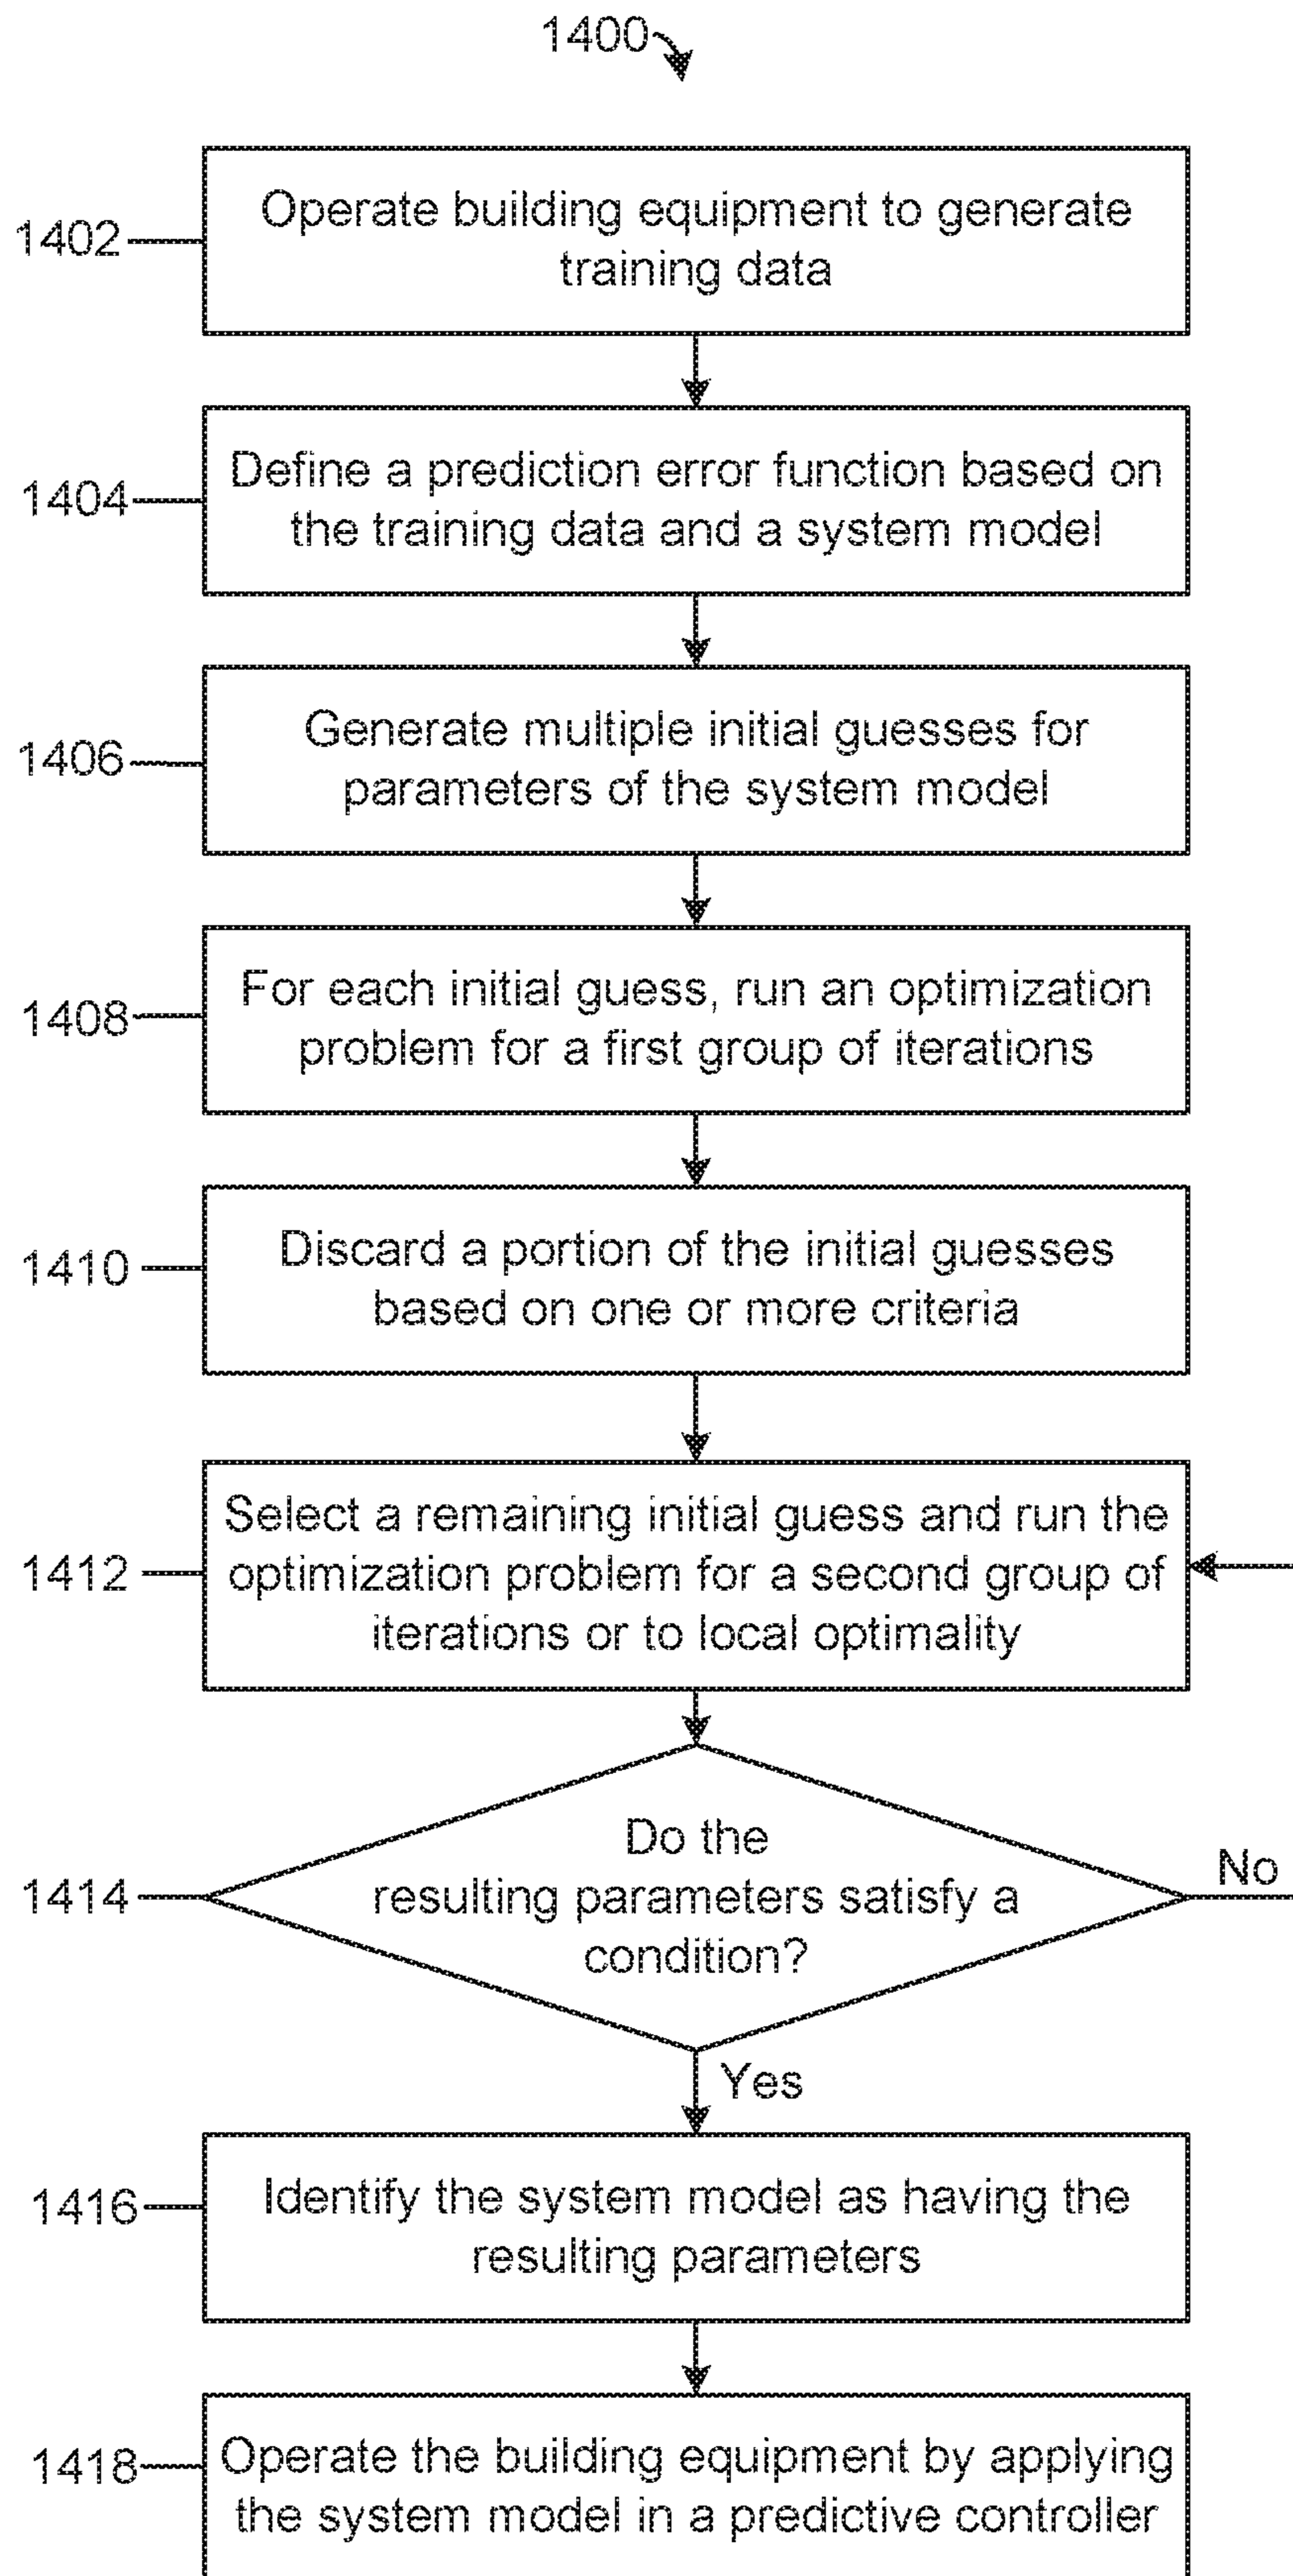 1400
1402
Operate building equipment to generate
training data
1404
Define a prediction error function based on
the training data and a system model
1406
Generate multiple initial guesses for
parameters of the system model
1408
For each initial guess, run an optimization
problem for a first group of iterations
1410
Discard a portion of the initial guesses
based on one or more criteria
1412
Select a remaining initial guess and run the
optimization problem for a second group of
iterations or to local optimality
1414
Do the
resulting parameters satisfy a
condition?
No
Yes
1416
Identify the system model as having the
resulting parameters
1418
Operate the building equipment by applying
the system model in a predictive controller